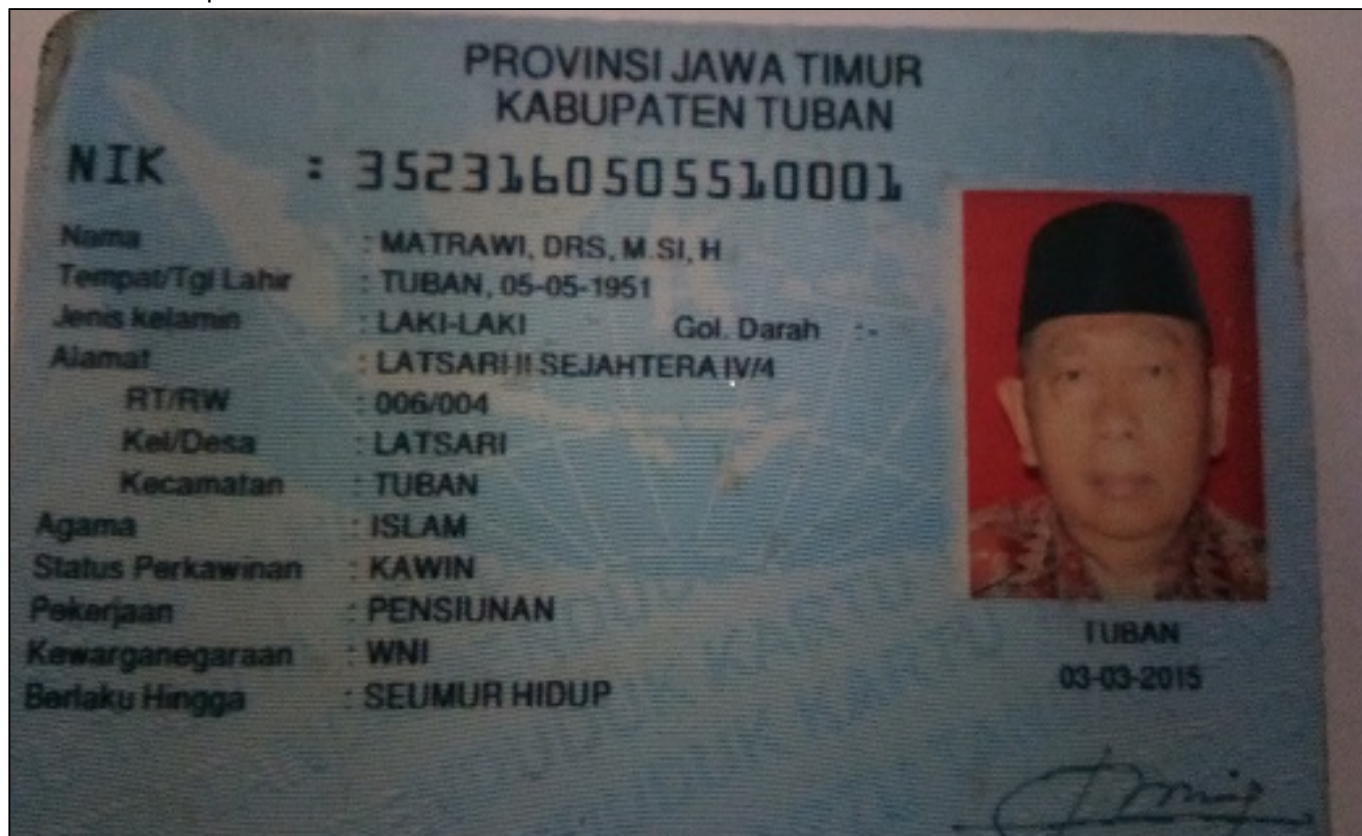 PROVINSI JAWA TIMUR
KABUPATEN TUBAN
NIK : 3523160505510001
Nama : MATRAWI, DRS, M.SI, H
Tempat/Tgl Lahir : TUBAN, 05-05-1951
Jenis kelamin : LAKI-LAKI Gol. Darah : -
Alamat : LATSARI-II SEJAHTERA IV/4
RT/RW : 006/004
Kel/Desa : LATSARI
Kecamatan : TUBAN
Agama : ISLAM
Status Perkawinan : KAWIN
Pekerjaan : PENSIUNAN
Kewarganegaraan : WNI
Berlaku Hingga : SEUMUR HIDUP
TUBAN
03-03-2015